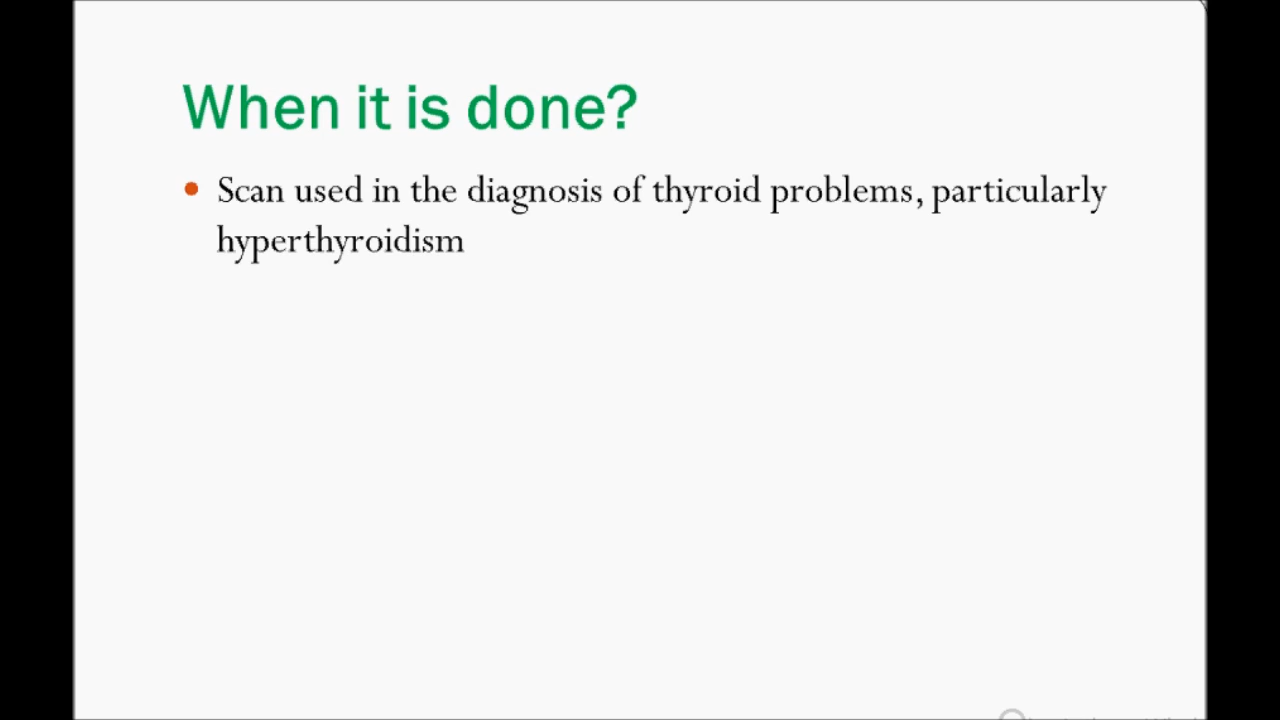 When it is done?
Scan used in the diagnosis of thyroid problems, particularly
hyperthyroidism